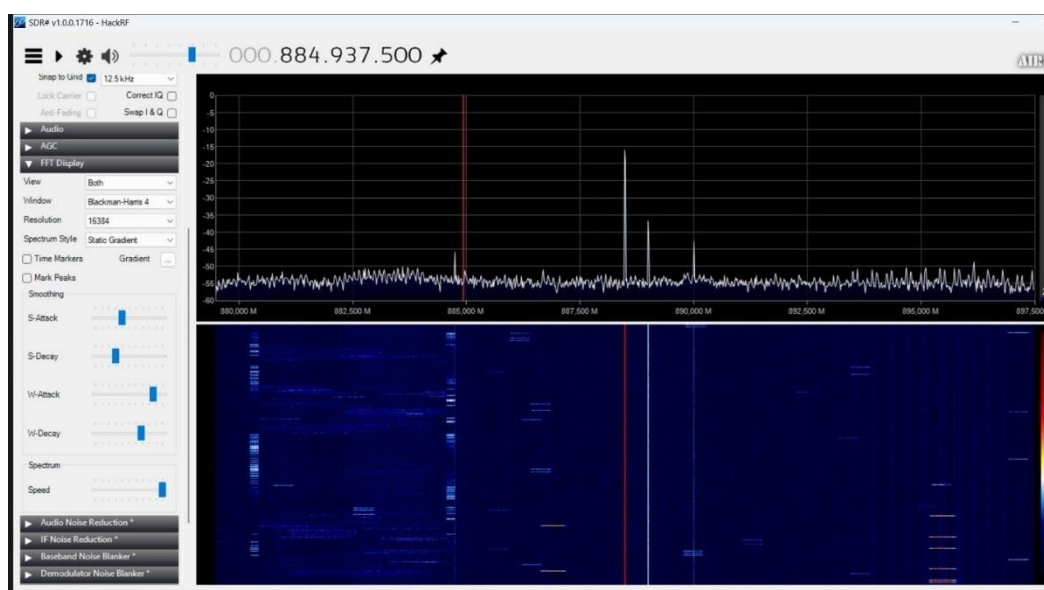 SDR# v1.0.0.1716 - HackRF
000.884.937.500
AIR
Snap to Grid 12.5 kHz
Lock Carrier Correct IQ
Anti-Fading Swap I & Q
Audio
AGC
FFT Display
View Both
Window Blackman-Harris 4
Resolution 16384
Spectrum Style Static Gradient
Time Markers Gradient ...
Mark Peaks
Smoothing
S-Attack
S-Decay
W-Attack
W-Decay
Spectrum
Speed
Audio Noise Reduction *
IF Noise Reduction *
Baseband Noise Blanker *
Demodulator Noise Blanker *
0
-5
-10
-15
-20
-25
-30
-35
-40
-45
-50
-55
-60
880,000 M 882,500 M 885,000 M 887,500 M 890,000 M 892,500 M 895,000 M 897,500